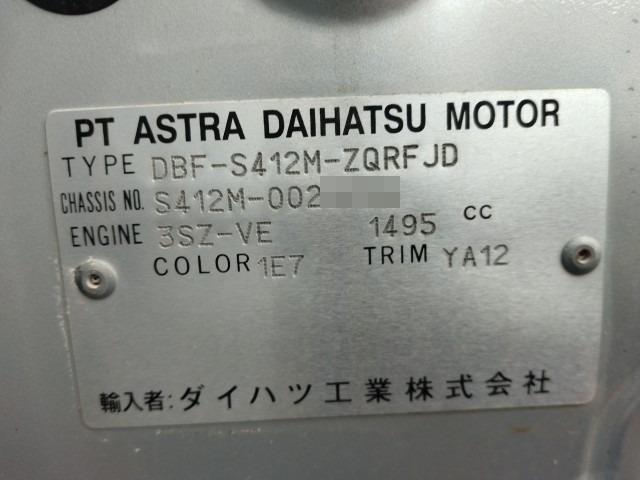 PT ASTRA DAIHATSU MOTOR
TYPE DBF-S412M-ZQRFJD
CHASSIS NO. S412M-002
ENGINE 3SZ-VE 1495 CC
COLOR 1E7 TRIM YA12
輸入者:ダイハツ工業株式会社